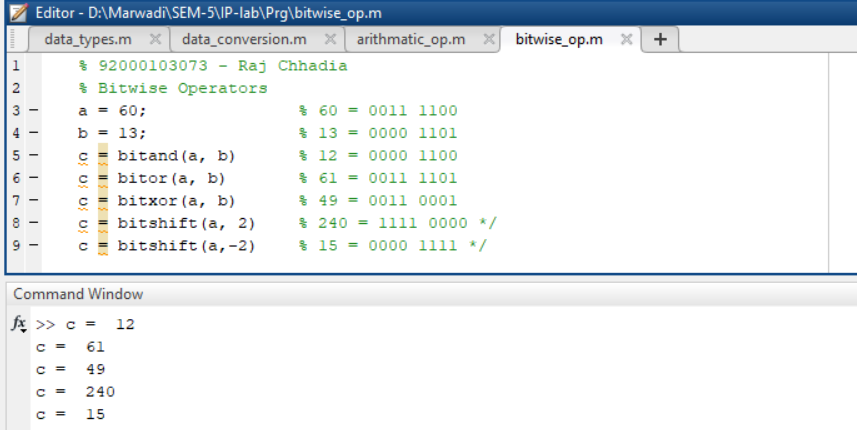 Editor - D:\Marwadi\SEM-5\IP-lab\Prg\bitwise_op.m
data_types.m × data_conversion.m × arithmatic_op.m × bitwise_op.m × +
1 % 92000103073 - Raj Chhadia
2 % Bitwise Operators
3 - a = 60; % 60 = 0011 1100
4 - b = 13; % 13 = 0000 1101
5 - c = bitand(a, b) % 12 = 0000 1100
6 - c = bitor(a, b) % 61 = 0011 1101
7 - c = bitxor(a, b) % 49 = 0011 0001
8 - c = bitshift(a, 2) % 240 = 1111 0000 */
9 - c = bitshift(a,-2) % 15 = 0000 1111 */
Command Window
fx >> c = 12
c = 61
c = 49
c = 240
c = 15